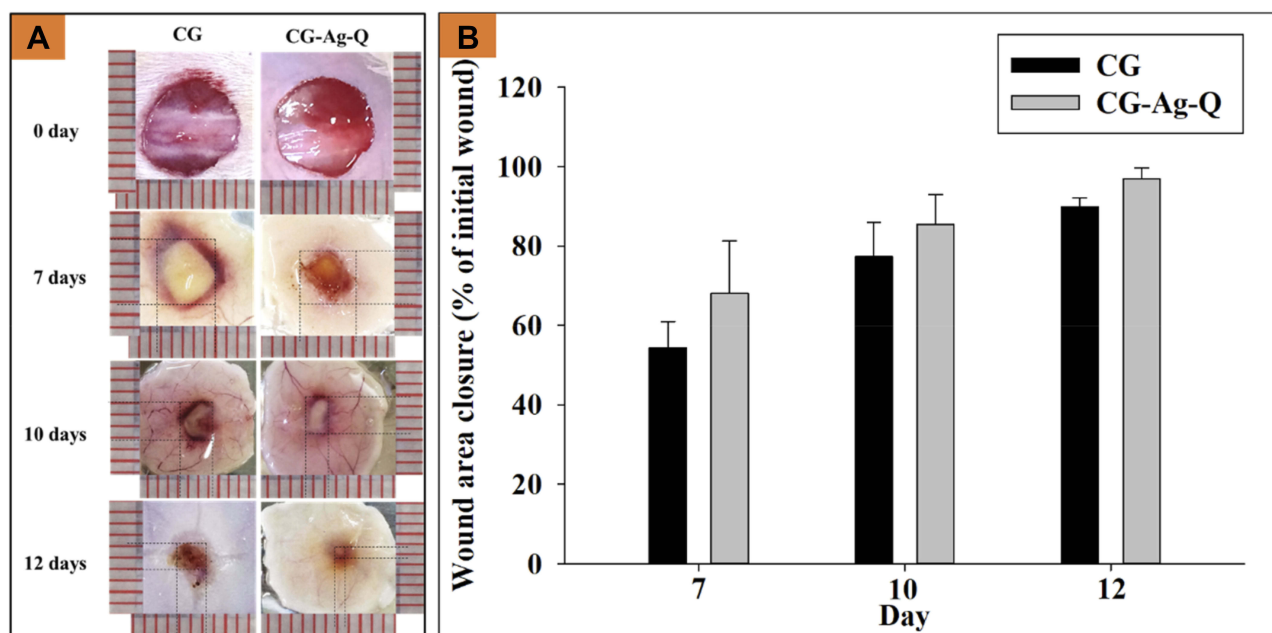 A
CG
CG-Ag-Q
0 day
7 days
10 days
12 days
B
CG
CG-Ag-Q
Wound area closure (% of initial wound)
120
100
80
60
40
20
0
7
10
12
Day